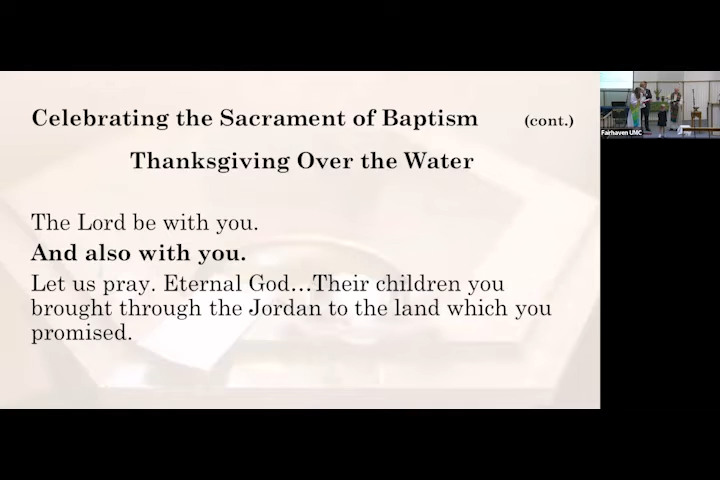 Celebrating the Sacrament of Baptism (cont.)
Thanksgiving Over the Water
The Lord be with you.
And also with you.
Let us pray. Eternal God…Their children you
brought through the Jordan to the land which you
promised.
Fairhaven UMC